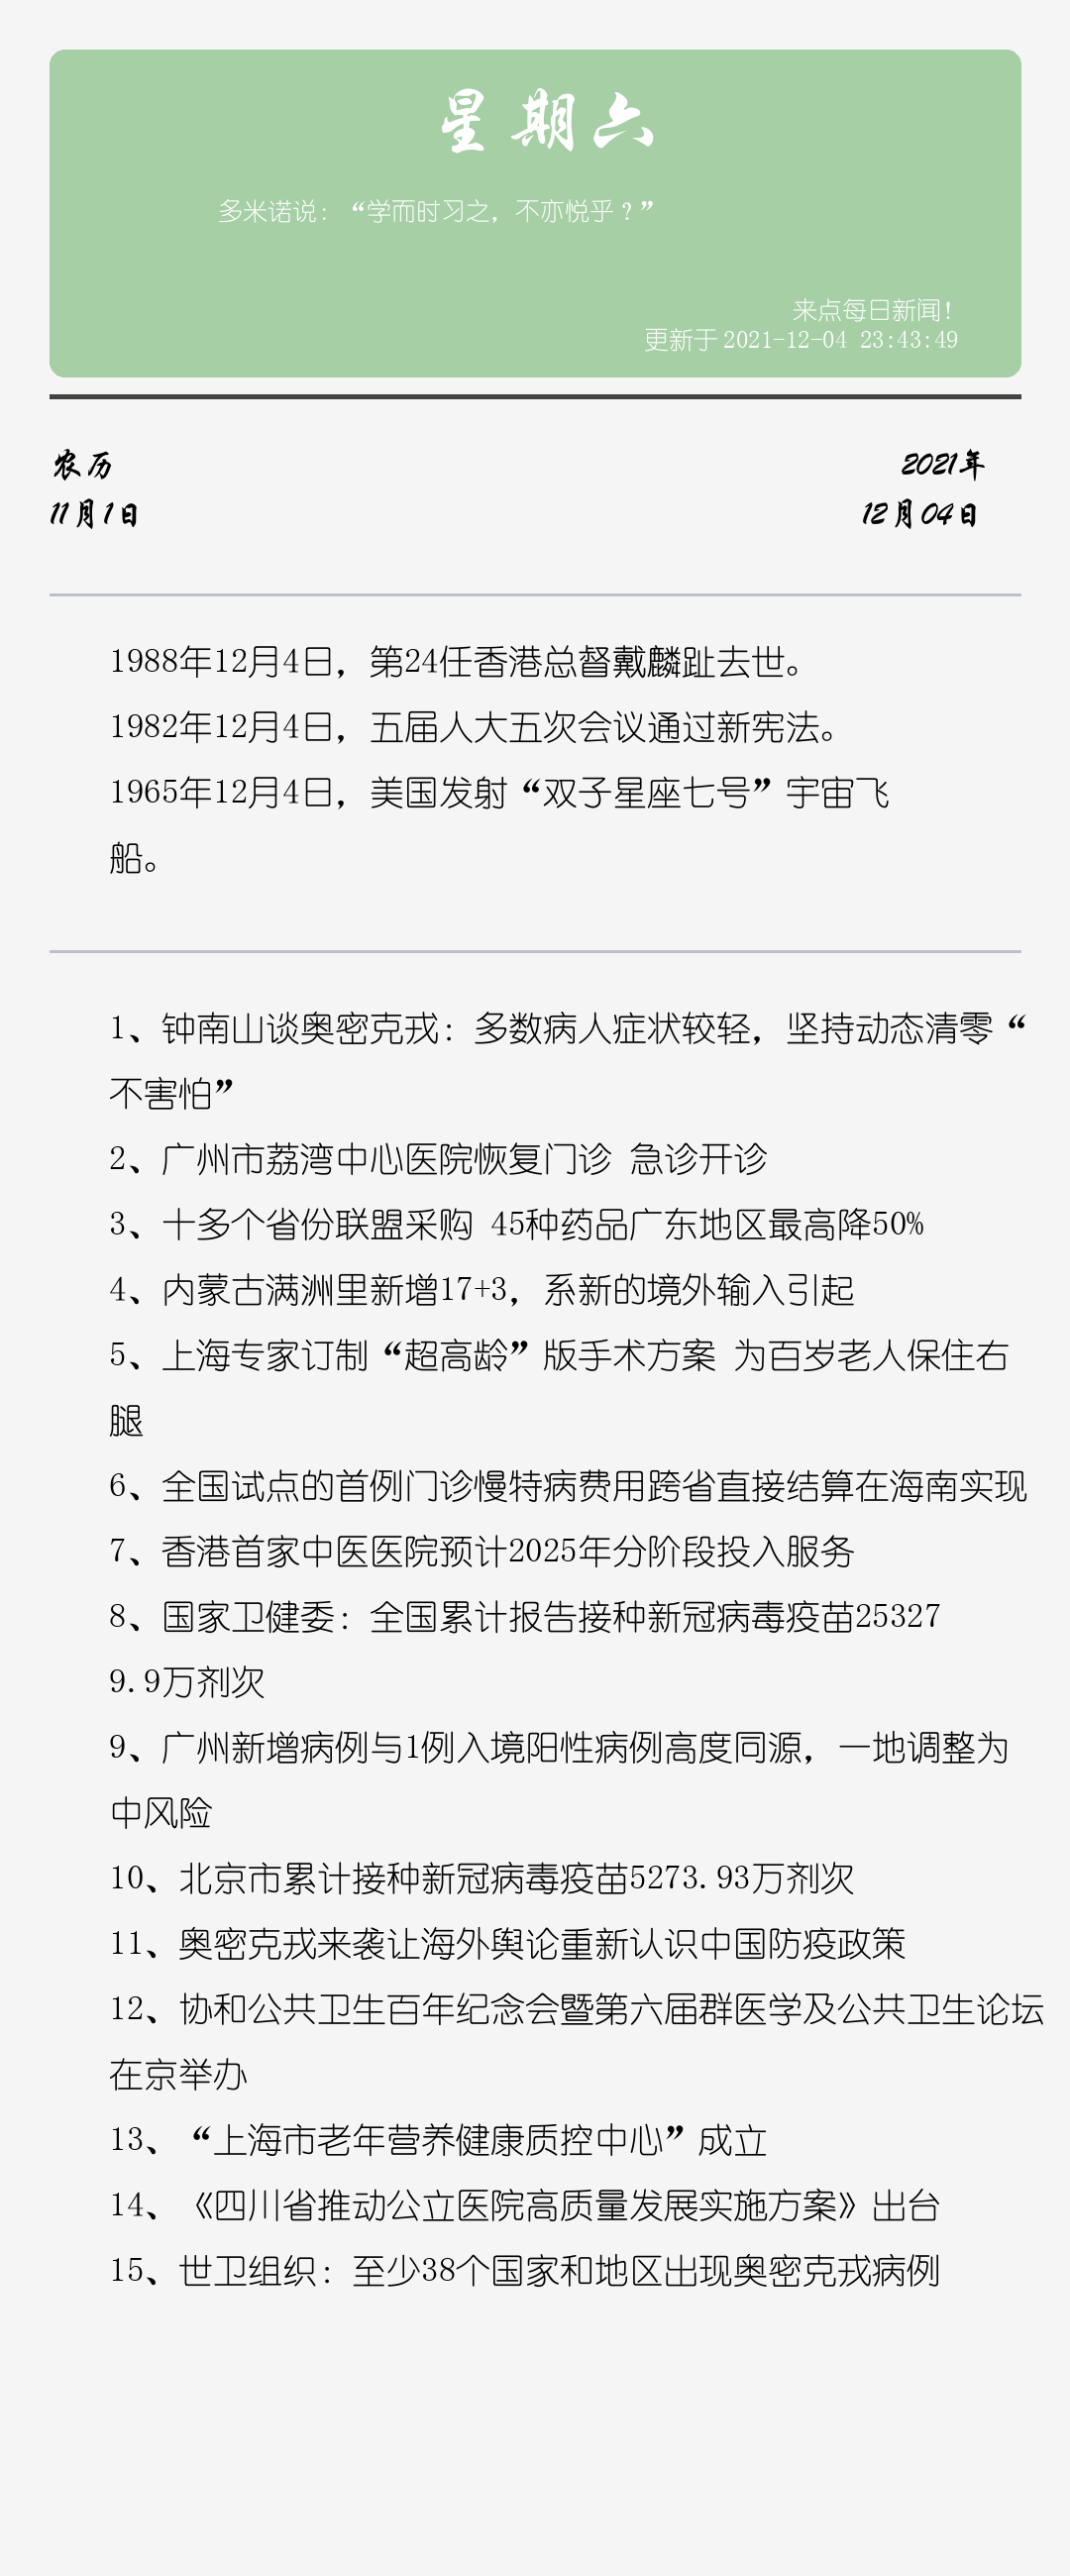 星期六
多米诺说：“学而时习之，不亦悦乎？”
来点每日新闻！
更新于 2021-12-04 23:43:49
农历
2021年
11月1日
12月04日
1988年12月4日，第24任香港总督戴麟趾去世。
1982年12月4日，五届人大五次会议通过新宪法。
1965年12月4日，美国发射“双子星座七号”宇宙飞
船。
1、钟南山谈奥密克戎：多数病人症状较轻，坚持动态清零“
不害怕”
2、广州市荔湾中心医院恢复门诊 急诊开诊
3、十多个省份联盟采购 45种药品广东地区最高降50%
4、内蒙古满洲里新增17+3，系新的境外输入引起
5、上海专家订制“超高龄”版手术方案 为百岁老人保住右
腿
6、全国试点的首例门诊慢特病费用跨省直接结算在海南实现
7、香港首家中医医院预计2025年分阶段投入服务
8、国家卫健委：全国累计报告接种新冠病毒疫苗25327
9.9万剂次
9、广州新增病例与1例入境阳性病例高度同源，一地调整为
中风险
10、北京市累计接种新冠病毒疫苗5273.93万剂次
11、奥密克戎来袭让海外舆论重新认识中国防疫政策
12、协和公共卫生百年纪念会暨第六届群医学及公共卫生论坛
在京举办
13、“上海市老年营养健康质控中心”成立
14、《四川省推动公立医院高质量发展实施方案》出台
15、世卫组织：至少38个国家和地区出现奥密克戎病例